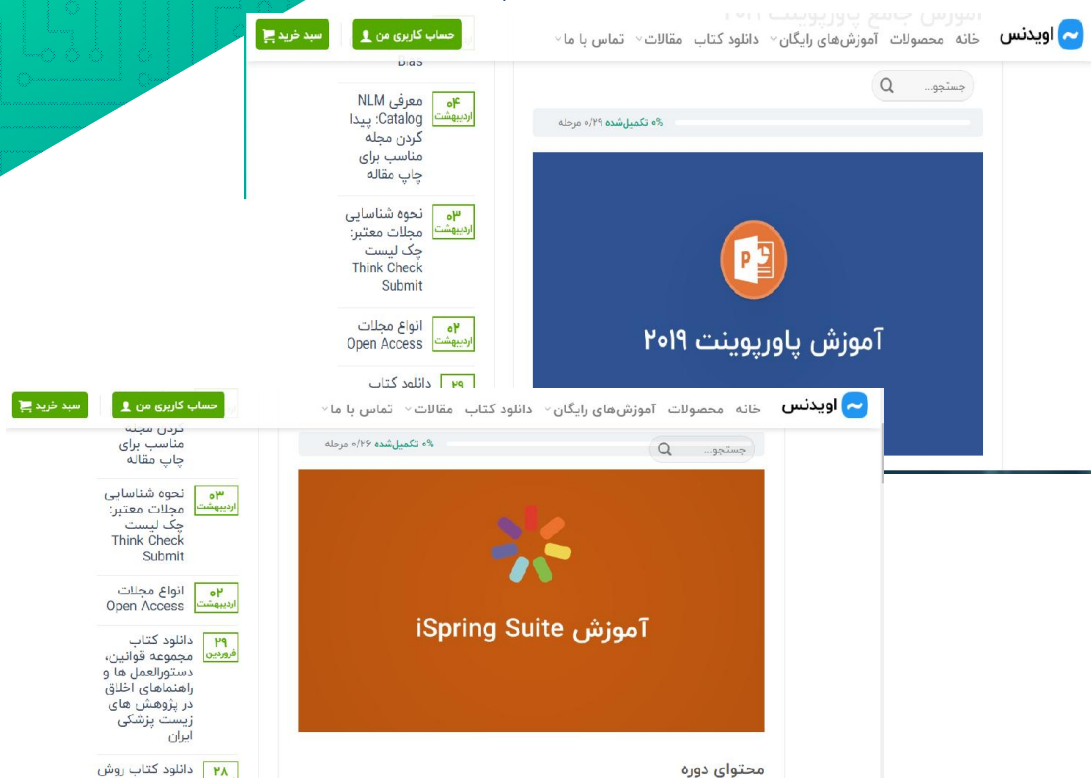 آموزش جامع پاورپوینت ۲۰۱۹
اویدنس
خانه محصولات آموزش‌های رایگان دانلود کتاب مقالات تماس با ما
حساب کاربری من
سبد خرید
جستجو...
۰% تکمیل‌شده ۰/۲۹ مرحله
P
آموزش پاورپوینت ۲۰۱۹
Bias
۰۴
اردیبهشت
معرفی NLM
Catalog: پیدا
کردن مجله
مناسب برای
چاپ مقاله
۰۳
اردیبهشت
نحوه شناسایی
مجلات معتبر:
چک لیست
Think Check
Submit
۰۲
اردیبهشت
انواع مجلات
Open Access
۲۹
دانلود کتاب
اویدنس
خانه محصولات آموزش‌های رایگان دانلود کتاب مقالات تماس با ما
حساب کاربری من
سبد خرید
جستجو...
۰% تکمیل‌شده ۰/۲۶ مرحله
آموزش iSpring Suite
محتوای دوره
کردن مجله
مناسب برای
چاپ مقاله
۰۳
اردیبهشت
نحوه شناسایی
مجلات معتبر:
چک لیست
Think Check
Submit
۰۲
اردیبهشت
انواع مجلات
Open Access
۲۹
فروردین
دانلود کتاب
مجموعه قوانین،
دستورالعمل ها و
راهنماهای اخلاق
در پژوهش های
زیست پزشکی
ایران
۲۸
دانلود کتاب روش